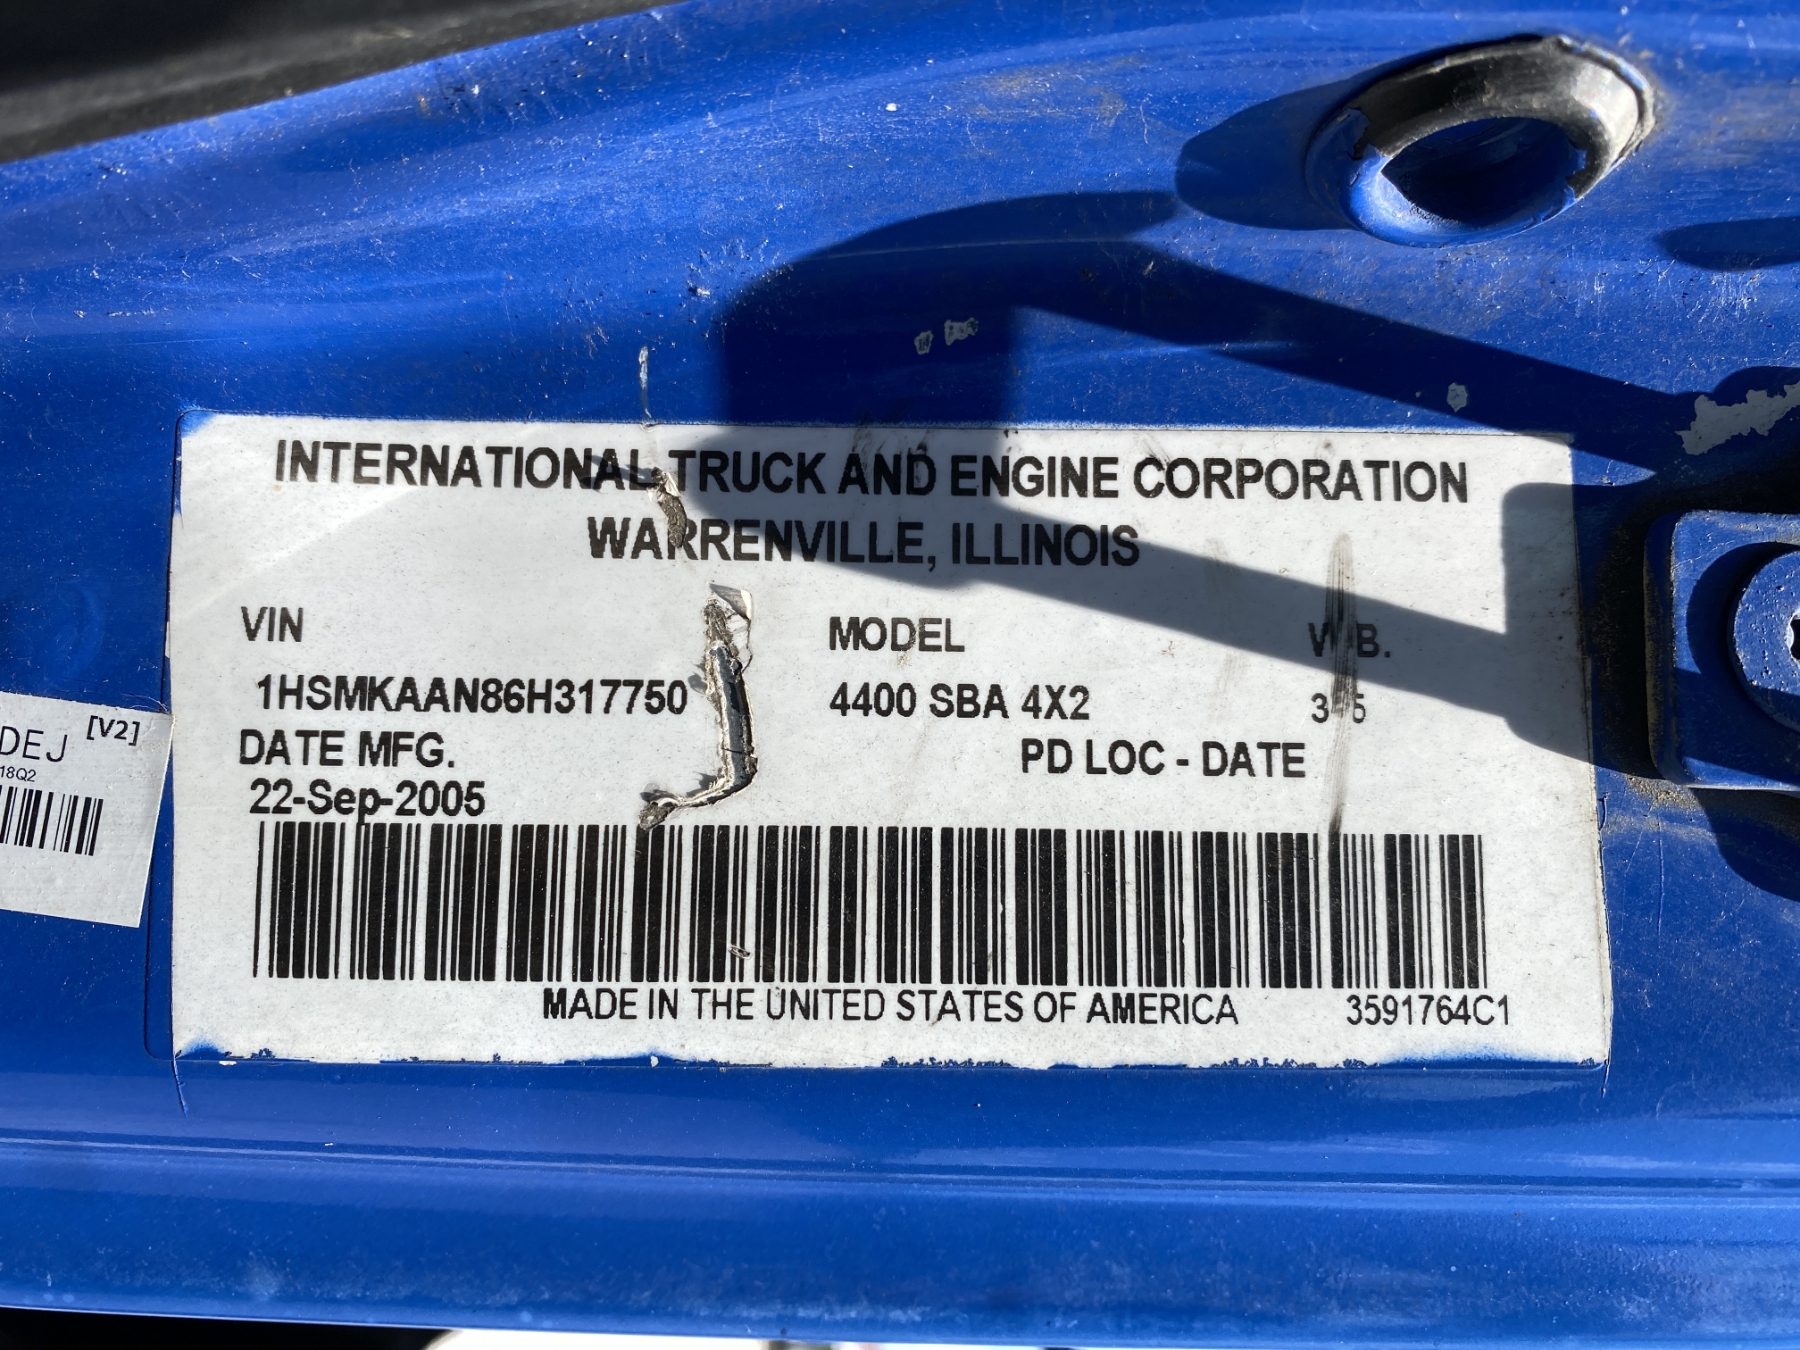 INTERNATIONAL TRUCK AND ENGINE CORPORATION
WARRENVILLE, ILLINOIS
VIN MODEL W.B.
1HSMKAAN86H317750 4400 SBA 4X2
DATE MFG. PD LOC - DATE
22-Sep-2005
MADE IN THE UNITED STATES OF AMERICA 3591764C1
DEJ [V2]
18Q2